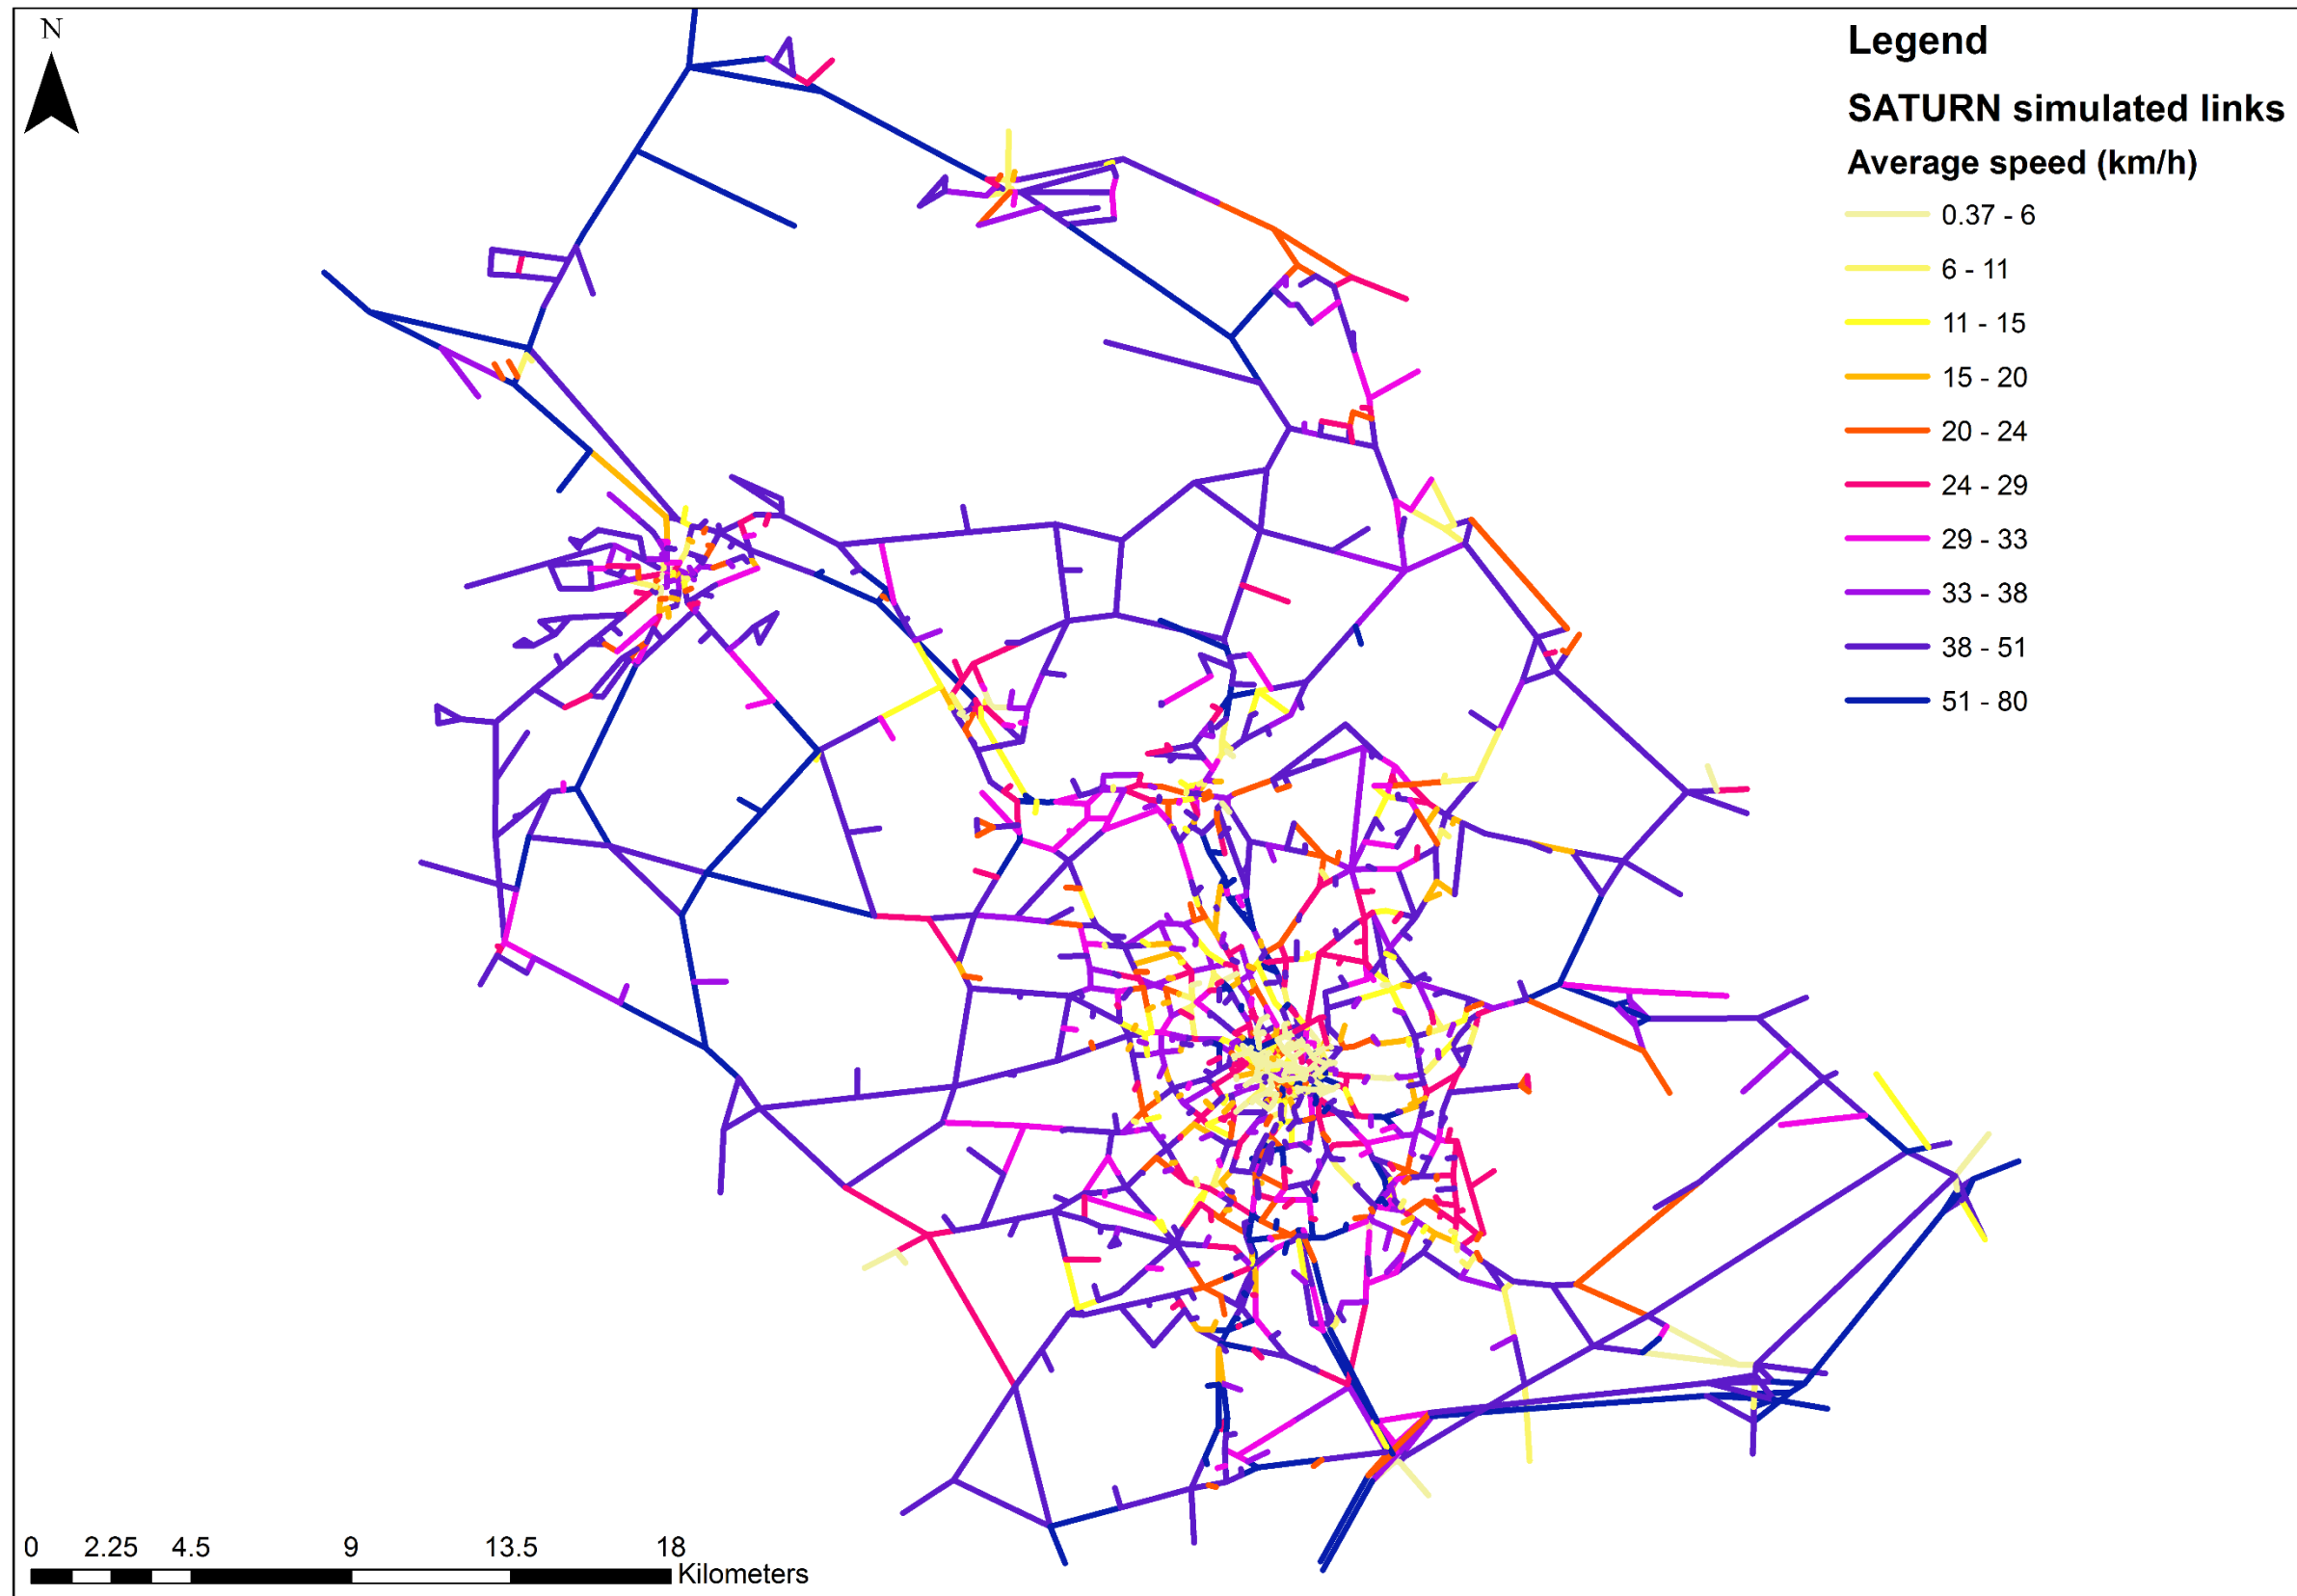 N
Legend
SATURN simulated links
Average speed (km/h)
0.37 - 6
6 - 11
11 - 15
15 - 20
20 - 24
24 - 29
29 - 33
33 - 38
38 - 51
51 - 80
0 2.25 4.5 9 13.5 18
Kilometers